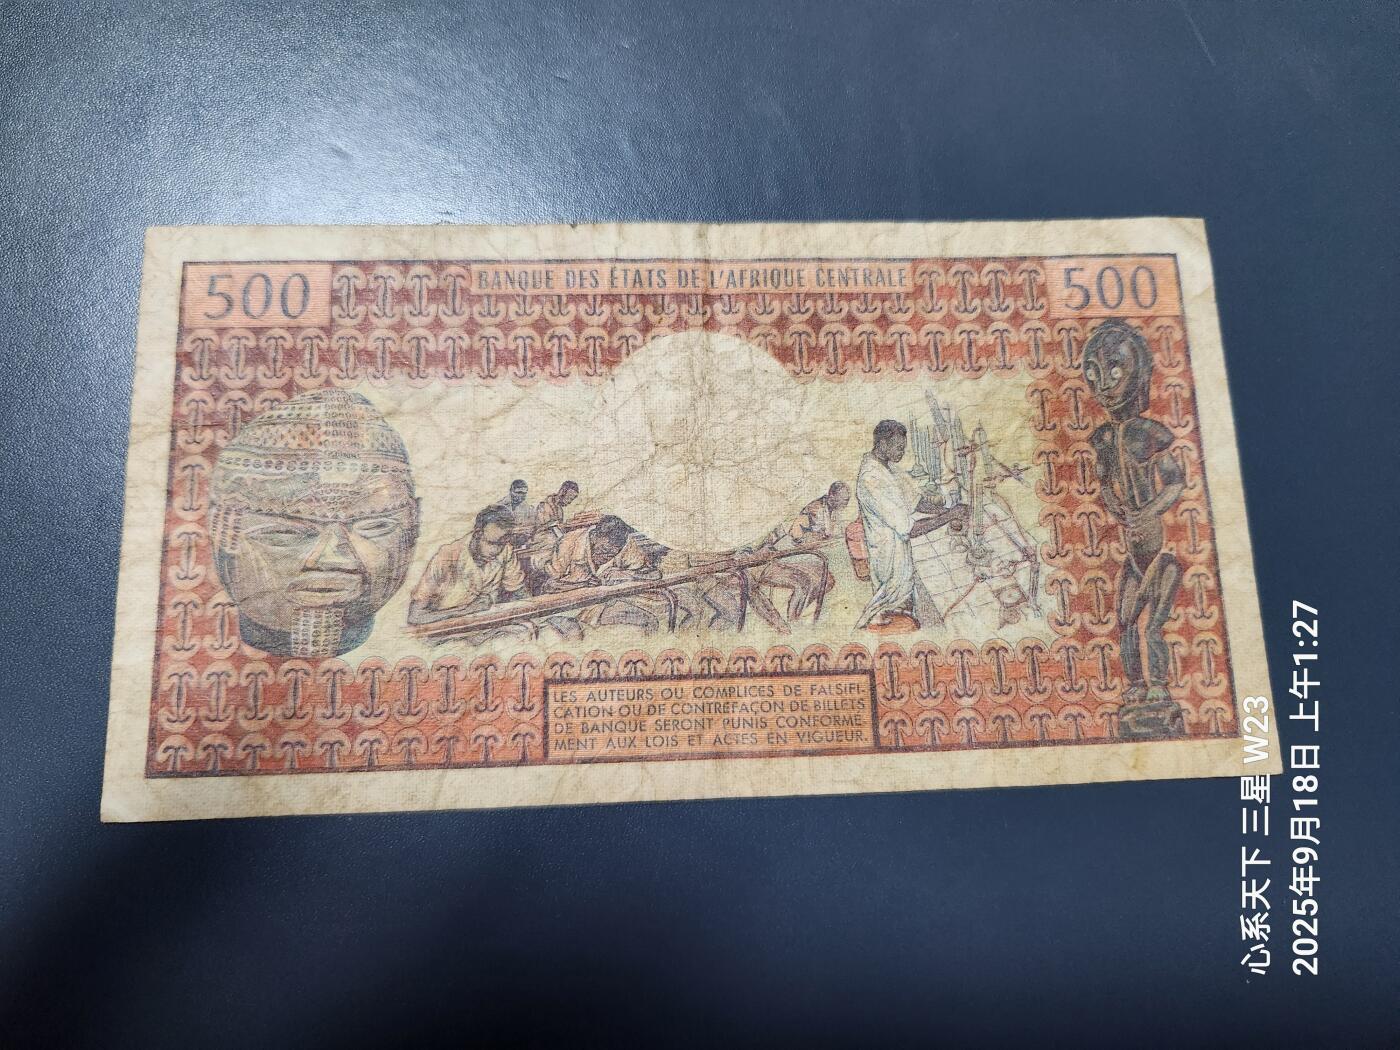 500
BANQUE DES ÉTATS DE L'AFRIQUE CENTRALE
500
LES AUTEURS OU COMPLICES DE FALSIFI-
CATION OU DE CONTREFAÇON DE BILLETS
DE BANQUE SERONT PUNIS CONFORMÉ-
MENT AUX LOIS ET ACTES EN VIGUEUR.
心系天下 三星 W23
2025年9月18日 上午1:27